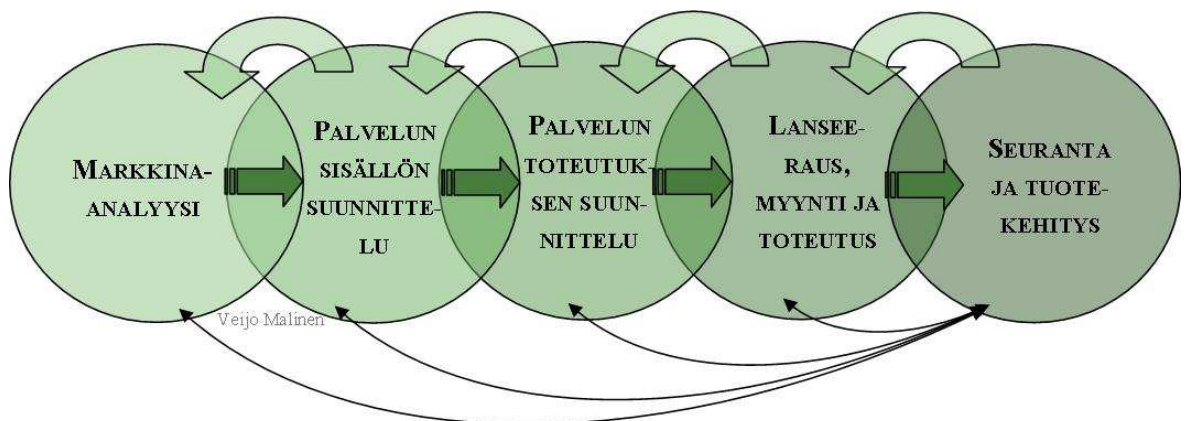 MARKKINA-
ANALYYSI
PALVELUN
SISÄLLÖN
SUUNNITTE-
LU
PALVELUN
TOTEUTUK-
SEN SUUN-
NITTELU
LANSEE-
RAUS,
MYYNTI JA
TOTEUTUS
SEURANTA
JA TUOTE-
KEHITYS
Veijo Malinen